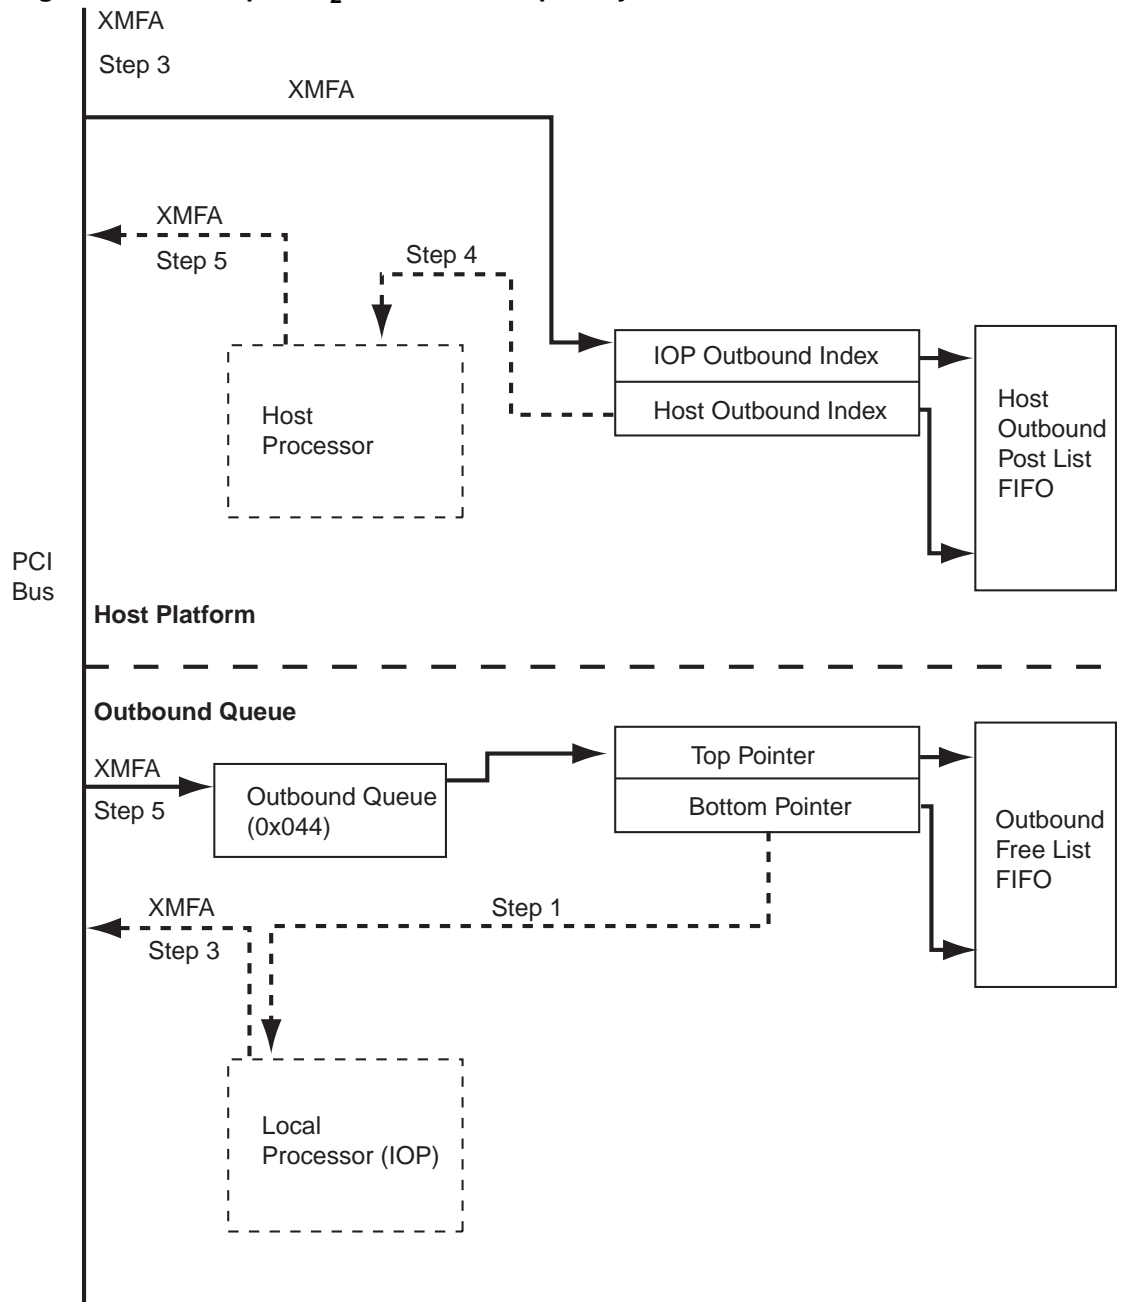 XMFA
Step 3
XMFA
XMFA
Step 5
Step 4
IOP Outbound Index
Host Outbound Index
Host
Processor
Host
Outbound
Post List
FIFO
PCI
Bus
Host Platform
Outbound Queue
XMFA
Step 5
Outbound Queue
(0x044)
Top Pointer
Bottom Pointer
Outbound
Free List
FIFO
XMFA
Step 3
Step 1
Local
Processor (IOP)